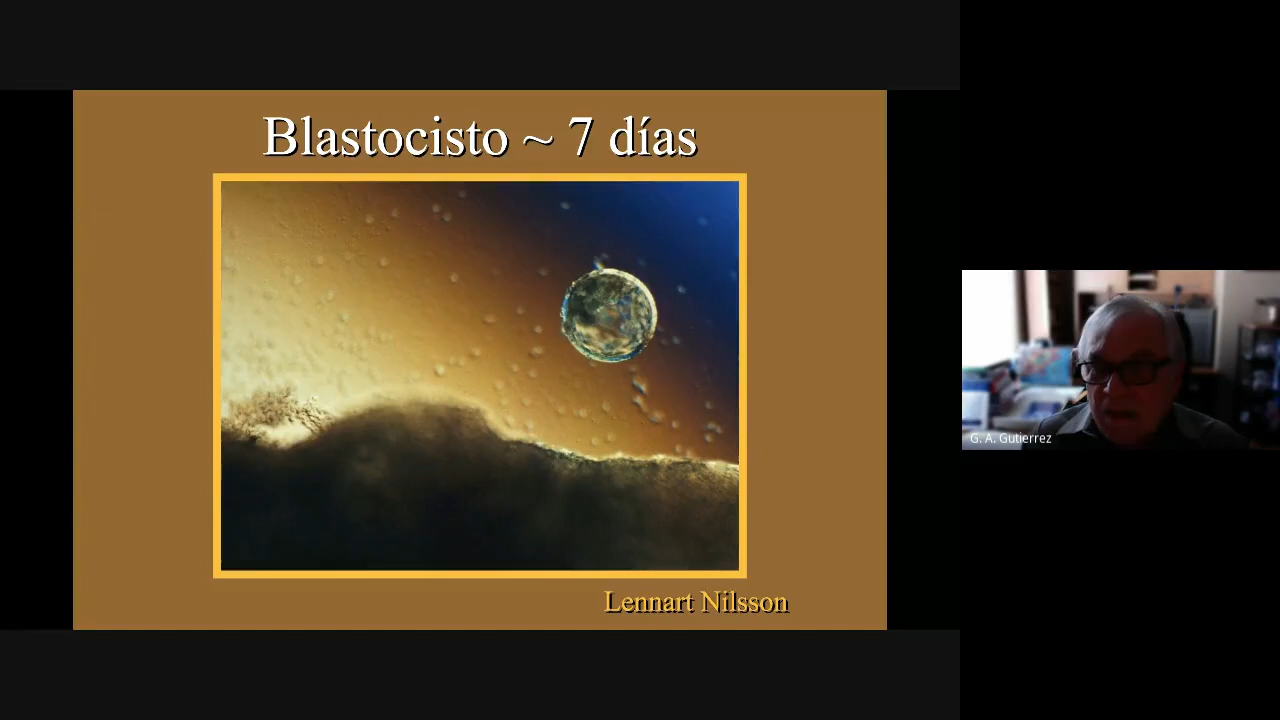 Blastocisto ~ 7 días
Lennart Nilsson
G. A. Gutierrez